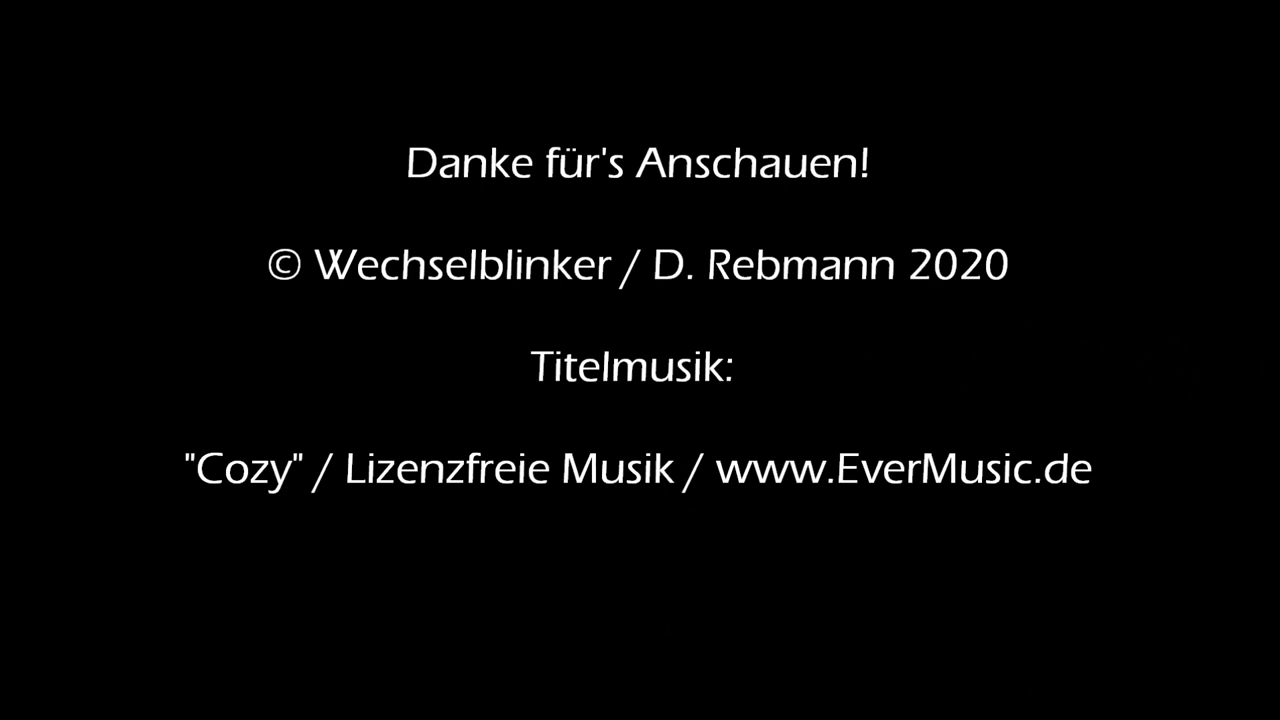 Danke für's Anschauen!
© Wechselblinker / D. Rebmann 2020
Titelmusik:
"Cozy" / Lizenzfreie Musik / www.EverMusic.de